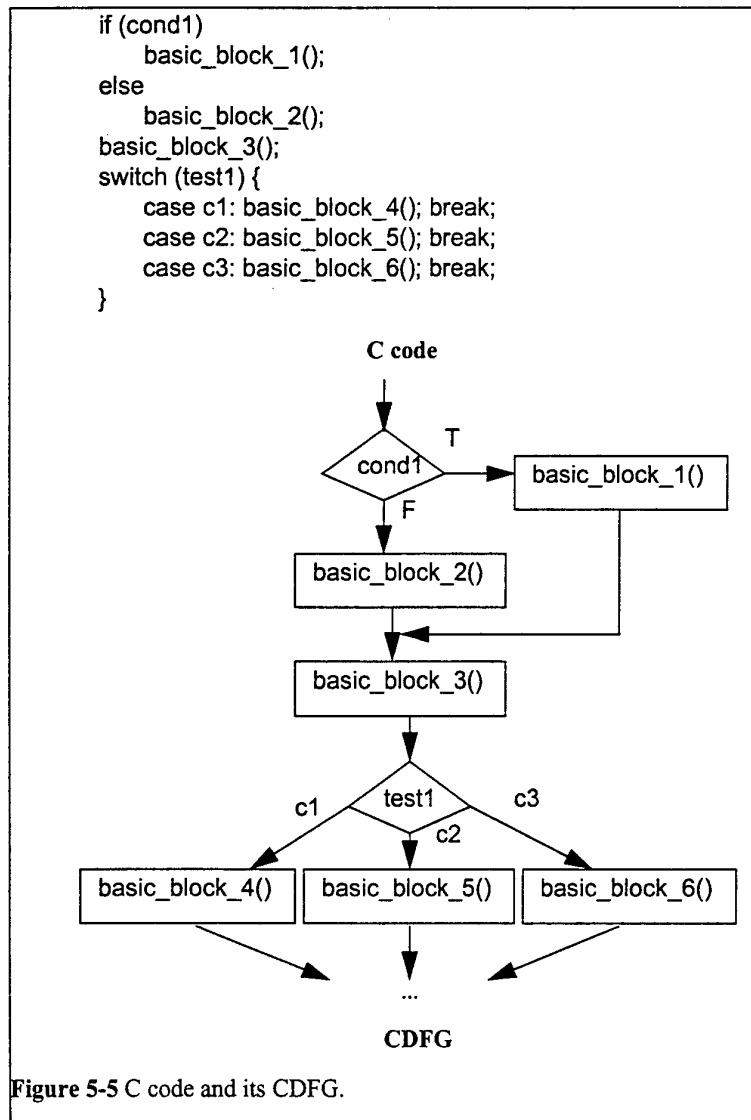 if (cond1)
basic_block_1();
else
basic_block_2();
basic_block_3();
switch (test1) {
case c1: basic_block_4(); break;
case c2: basic_block_5(); break;
case c3: basic_block_6(); break;
}
C code
T
cond1
basic_block_1()
F
basic_block_2()
basic_block_3()
c1
test1
c3
c2
basic_block_4()
basic_block_5()
basic_block_6()
...
CDFG
Figure 5-5 C code and its CDFG.